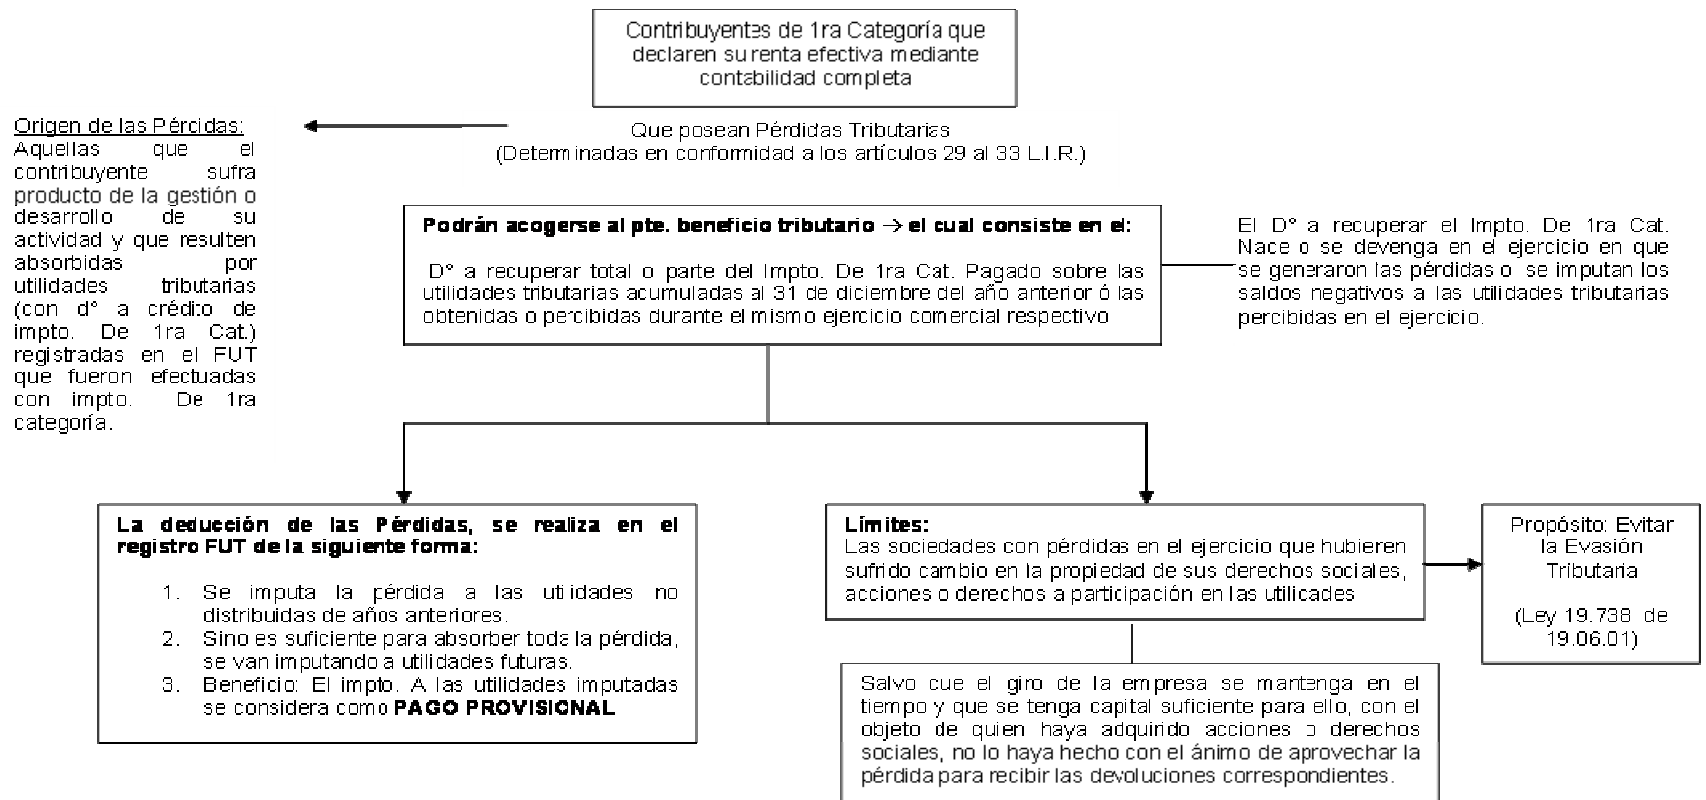 Contribuyentes de 1ra Categoría que
declaren su renta efectiva mediante
contabilidad completa
Que posean Pérdidas Tributarias
(Determinadas en conformidad a los artículos 29 al 33 L.I.R.)
Origen de las Pércidas:
Aquellas que el
contribuyente sufra
producto de la gestión o
desarrollo de su
actividad y que resulten
absorbidas por
utilidades tributarias
(con d° a crédito de
impto. De 1ra Cat.)
registradas en el FUT
que fueron efectuadas
con impto. De 1ra
categoría.
Podrán acogerse al pte. beneficio tributario → el cual consiste en el:
D° a recuperar total o parte del Impto. De 1ra Cat. Pagado sobre las
utilidades tributarias acumuladas al 31 de diciembre del año anterior ó las
obtenidas o percibidas durante el mismo ejercicio comercial respectivo
El D° a recuperar el Impto. De 1ra Cat.
Nace o se devenga en el ejercicio en que
se generaron las pérdidas o se imputan los
saldos negativos a las utilidades tributarias
percibidas en el ejercicio.
La deducción de las Pérdidas, se realiza en el
registro FUT de la siguiente forma:
1. Se imputa la pérdida a las utilidades no
distribuidas de años anteriores.
2. Sino es suficiente para absorber toda la pérdida,
se van imputando a utilidades futuras.
3. Beneficio: El impto. A las utilidades imputadas
se considera como PAGO PROVISIONAL
Límites:
Las sociedades con pérdidas en el ejercicio que hubieren
sufrido cambio en la propiedad de sus derechos sociales,
acciones o derechos a participación en las utilicades
Propósito: Evitar
la Evasión
Tributaria
(Ley 19.738 de
19.06.01)
Salvo cue el giro de la empresa se mantenga en el
tiempo y que se tenga capital suficiente para ello, con el
objeto de quien haya adquirido acciones o derechos
sociales, no lo haya hecho con el ánimo de aprovechar la
pérdida para recibir las devoluciones correspondientes.